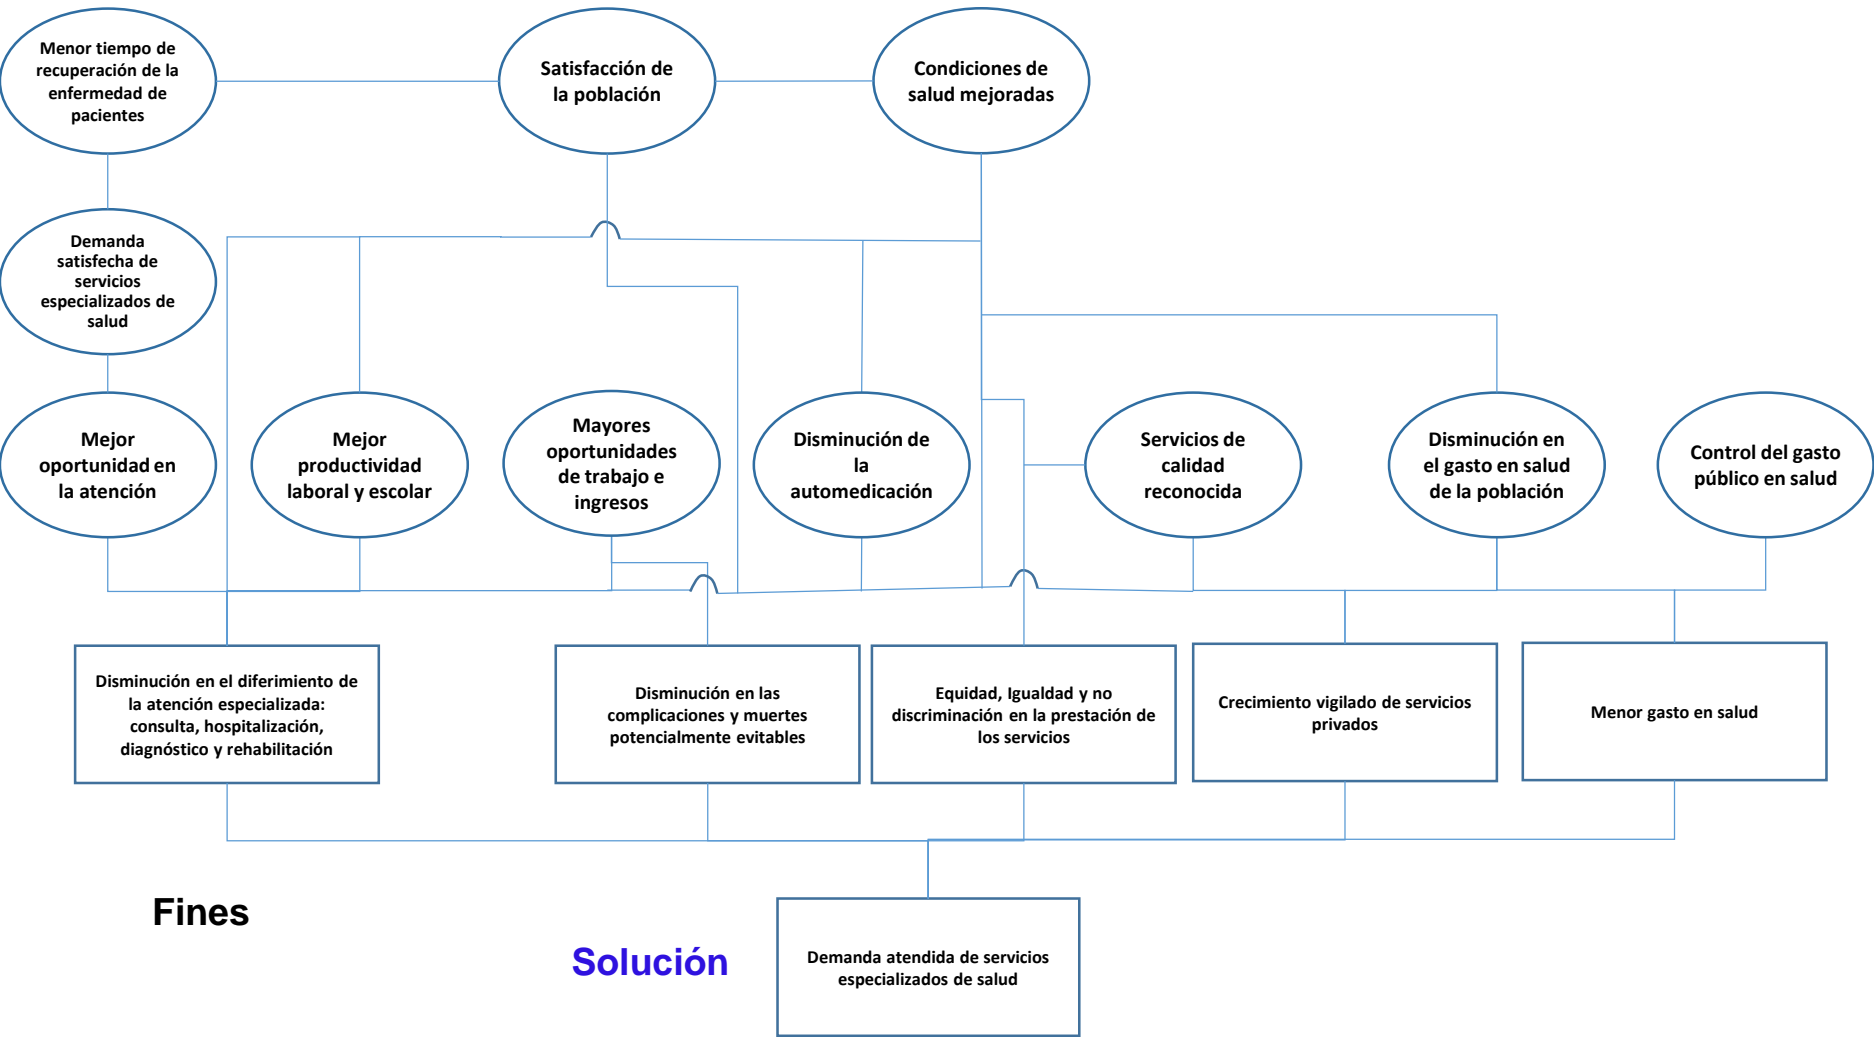 Menor tiempo de
recuperación de la
enfermedad de
pacientes
Satisfacción de
la población
Condiciones de
salud mejoradas
Demanda
satisfecha de
servicios
especializados de
salud
Mejor
oportunidad en
la atención
Mejor
productividad
laboral y escolar
Mayores
oportunidades
de trabajo e
ingresos
Disminución de
la
automedicación
Servicios de
calidad
reconocida
Disminución en
el gasto en salud
de la población
Control del gasto
público en salud
Disminución en el diferimiento de
la atención especializada:
consulta, hospitalización,
diagnóstico y rehabilitación
Disminución en las
complicaciones y muertes
potencialmente evitables
Equidad, Igualdad y no
discriminación en la prestación de
los servicios
Crecimiento vigilado de servicios
privados
Menor gasto en salud
Fines
Solución
Demanda atendida de servicios
especializados de salud